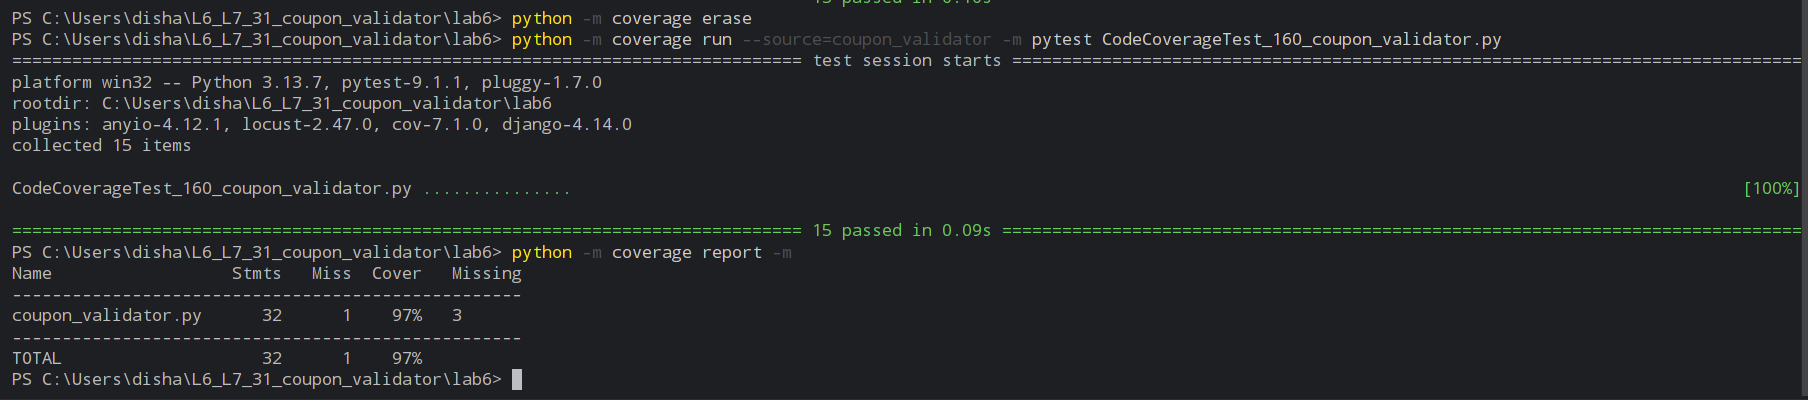 15 passed in 0.10s
PS C:\Users\disha\L6_L7_31_coupon_validator\lab6> python -m coverage erase
PS C:\Users\disha\L6_L7_31_coupon_validator\lab6> python -m coverage run --source=coupon_validator -m pytest CodeCoverageTest_160_coupon_validator.py
=============================================================================== test session starts ===============================================================================
platform win32 -- Python 3.13.7, pytest-9.1.1, pluggy-1.7.0
rootdir: C:\Users\disha\L6_L7_31_coupon_validator\lab6
plugins: anyio-4.12.1, locust-2.47.0, cov-7.1.0, django-4.14.0
collected 15 items
CodeCoverageTest_160_coupon_validator.py ............... [100%]
=============================================================================== 15 passed in 0.09s ================================================================================
PS C:\Users\disha\L6_L7_31_coupon_validator\lab6> python -m coverage report -m
Name                  Stmts   Miss  Cover   Missing
---------------------------------------------------
coupon_validator.py      32      1    97%   3
---------------------------------------------------
TOTAL                    32      1    97%
PS C:\Users\disha\L6_L7_31_coupon_validator\lab6>